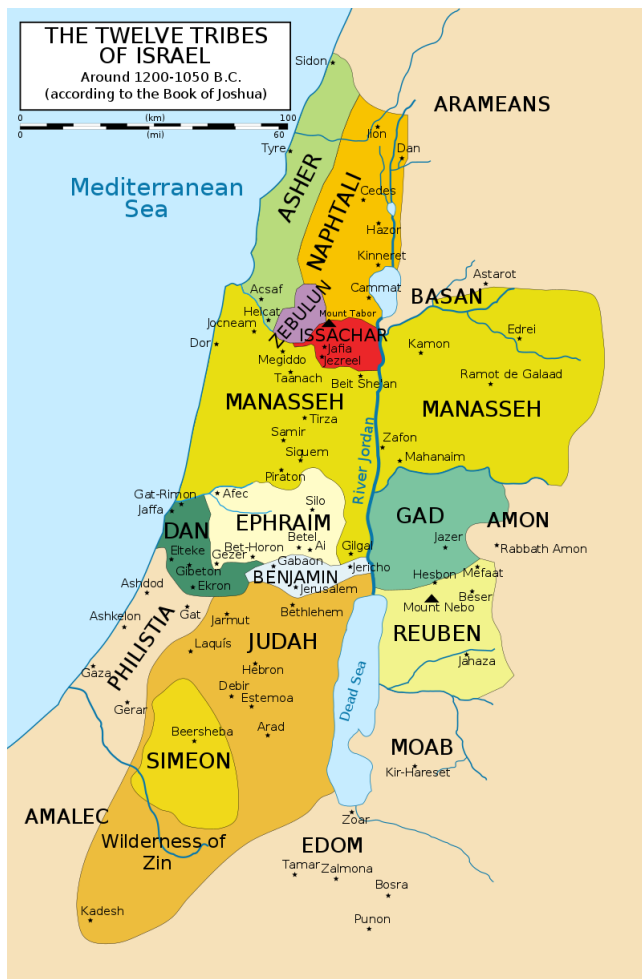 THE TWELVE TRIBES
OF ISRAEL
Around 1200-1050 B.C.
(according to the Book of Joshua)
0 (km) 100
0 (mi) 60
Sidon
ARAMEANS
Ilon
Tyre
Dan
Mediterranean
Sea
ASHER
NAPHTALI
Cedes
Hazor
Kinneret
Astarot
Acsaf
Cammat
BASAN
Helcat
ZEBULUN
Mount Tabor
Jocneam
ISSACHAR
Edrei
Dor
Jafia
Kamon
Megiddo
Jezreel
Taanach
Beit Shelan
Ramot de Galaad
MANASSEH
MANASSEH
Tirza
River Jordan
Samir
Zafon
Siquem
Mahanaim
Piraton
Gat-Rimon
Afec
Jaffa
Silo
DAN
EPHRAIM
GAD
AMON
Betel
Jazer
Bet-Horon
Ai
Rabbath Amon
Elteke
Gezer
Gilgal
Gabaon
Jericho
Gibeton
BENJAMIN
Mefaat
Hesbon
Ekron
Jerusalem
Ashdod
Beser
Mount Nebo
Gat
Bethlehem
Ashkelon
Jarmut
PHILISTIA
JUDAH
REUBEN
Laquís
Jahaza
Gaza
Hebron
Debir
Estemoa
Dead Sea
Gerar
Beersheba
Arad
SIMEON
MOAB
Kir-Hareset
AMALEC
Zoar
Wilderness of
Zin
EDOM
Tamar
Zalmona
Bosra
Kadesh
Punon